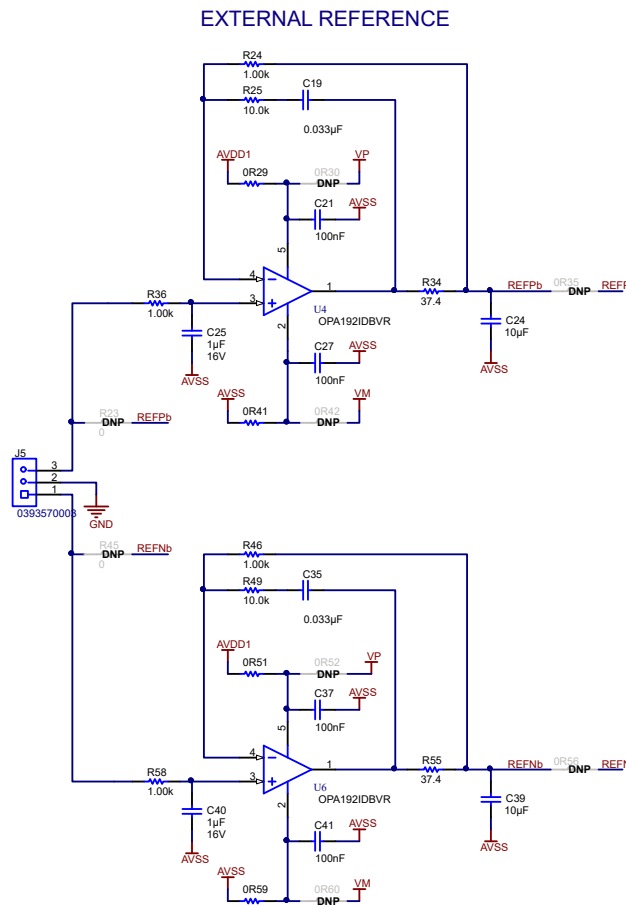 EXTERNAL REFERENCE
R24
1.00k
R25
10.0k
C19
0.033µF
AVDD1
0R29
0R30
DNP
VP
C21
100nF
AVSS
5
4
3
1
2
R36
1.00k
C25
1µF
16V
AVSS
U4
OPA192IDBVR
R34
37.4
REFPb
0R35
DNP
REFP
C24
10µF
AVSS
C27
100nF
AVSS
AVSS
0R41
0R42
DNP
VM
R23
DNP
0
REFPb
J5
3
2
1
0393570003
GND
R45
DNP
0
REFNb
R46
1.00k
R49
10.0k
C35
0.033µF
AVDD1
0R51
0R52
DNP
VP
C37
100nF
AVSS
5
4
3
1
2
R58
1.00k
C40
1µF
16V
AVSS
U6
OPA192IDBVR
R55
37.4
REFNb
0R56
DNP
REFN
C39
10µF
AVSS
C41
100nF
AVSS
AVSS
0R59
0R60
DNP
VM